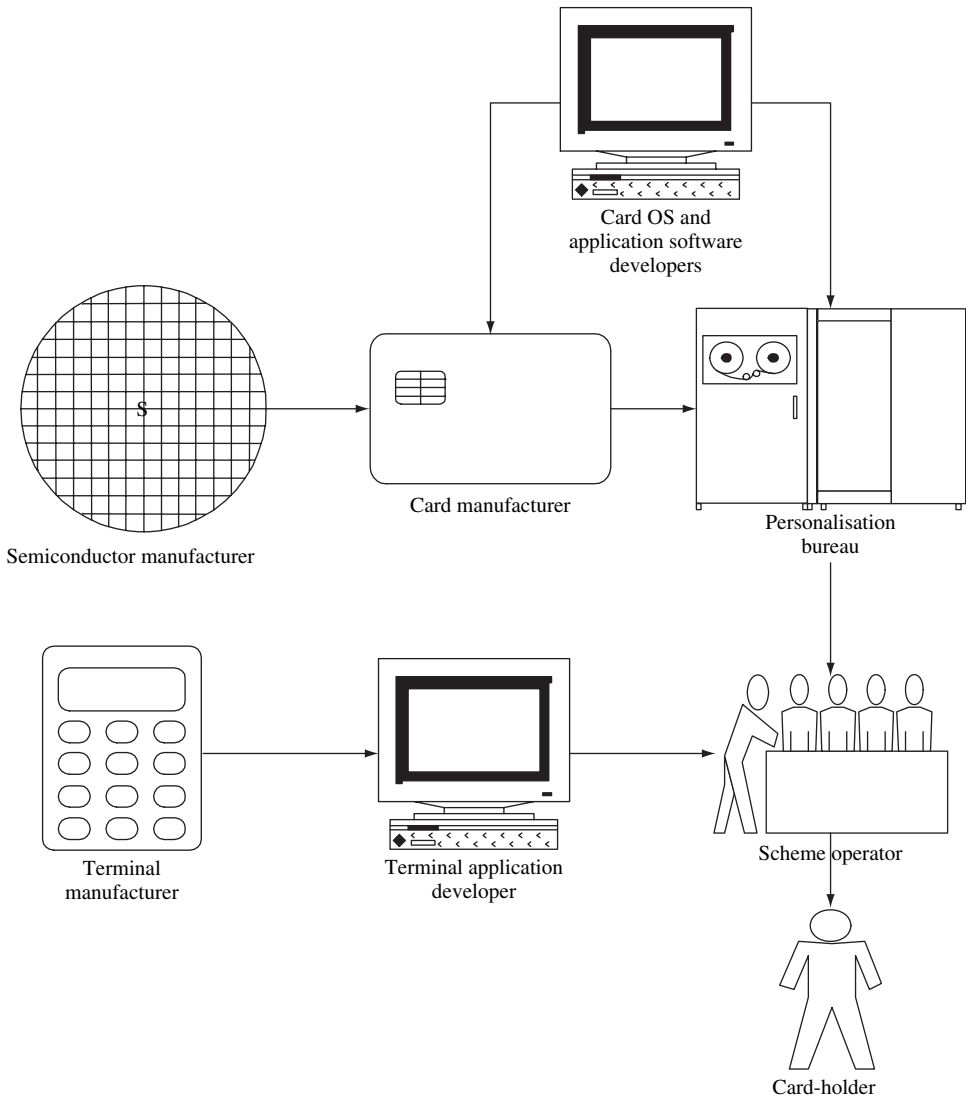 Card OS and
application software
developers
S
Semiconductor manufacturer
Card manufacturer
Personalisation
bureau
Terminal
manufacturer
Terminal application
developer
Scheme operator
Card-holder